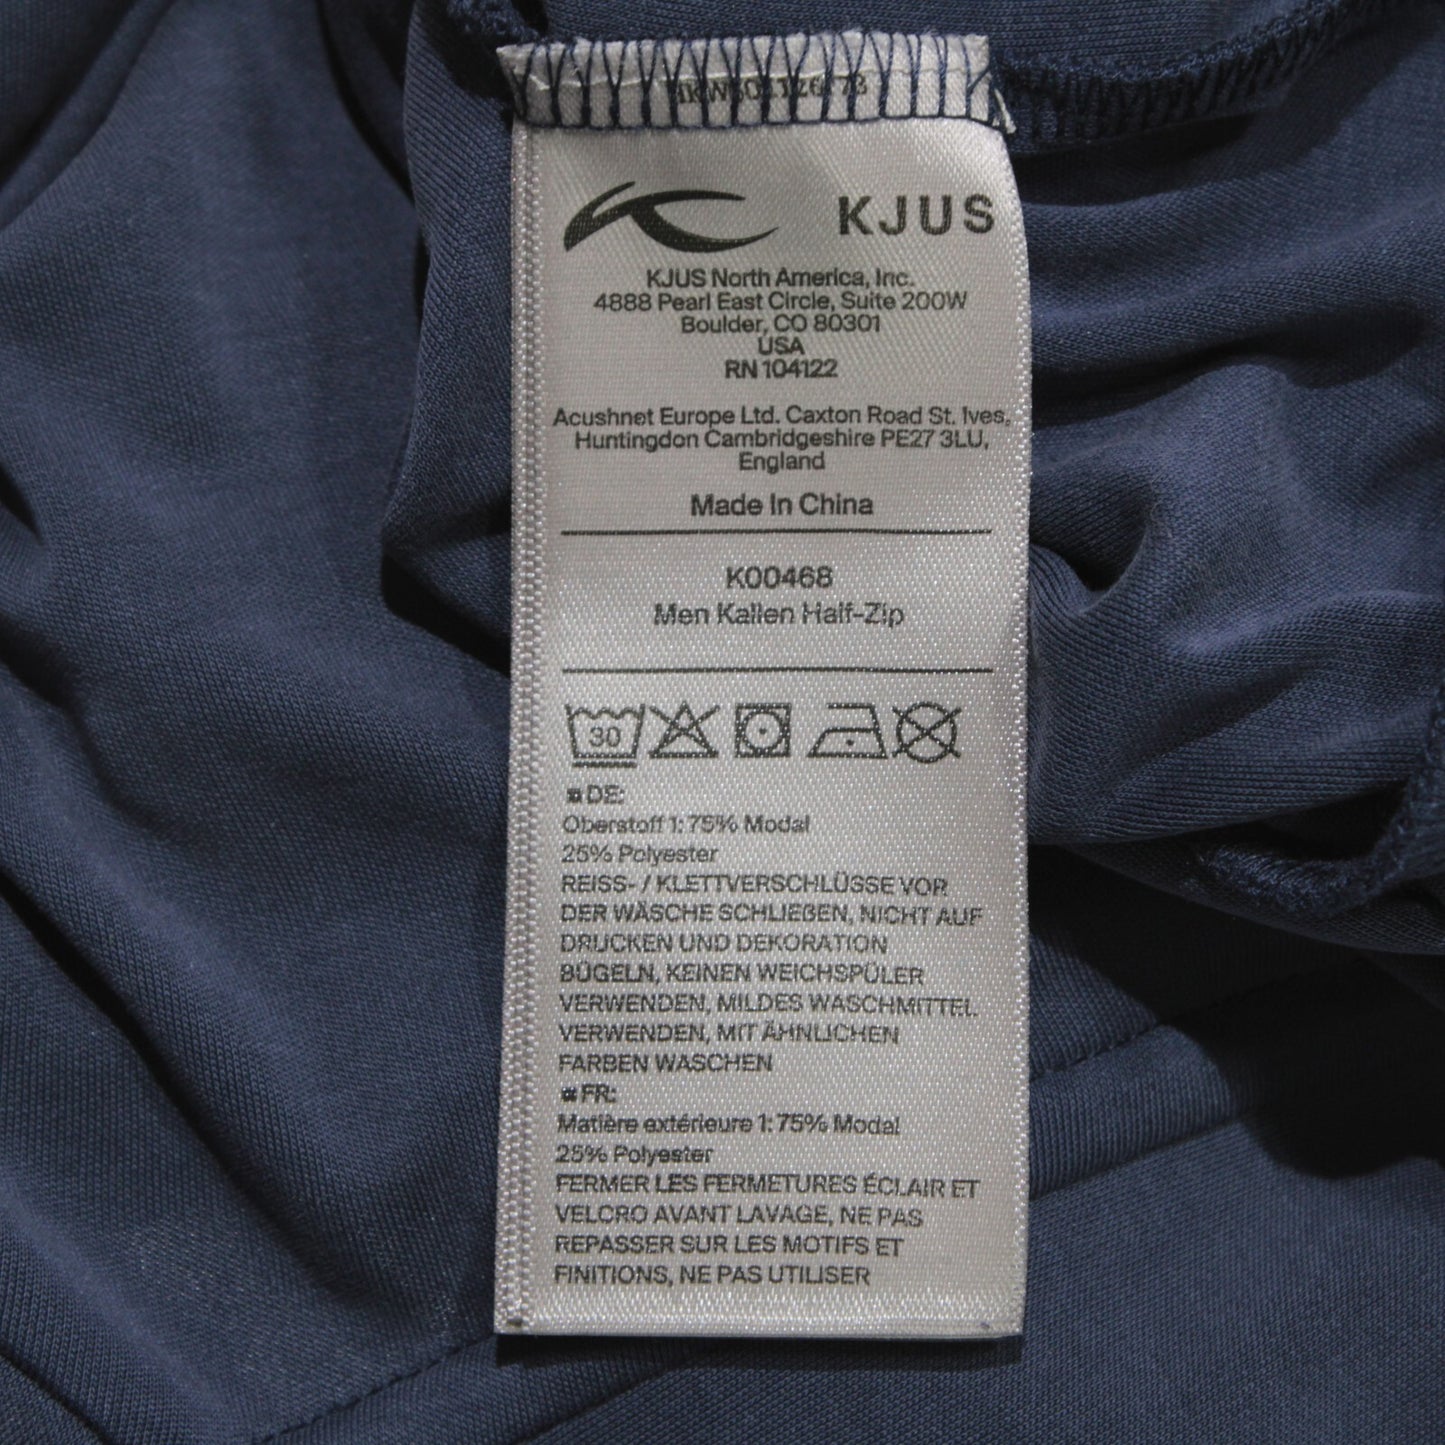 KJUS
KJUS North America, Inc.
4888 Pearl East Circle, Suite 200W
Boulder, CO 80301
USA
RN 104122
Acushnet Europe Ltd. Caxton Road St. Ives,
Huntingdon Cambridgeshire PE27 3LU,
England
Made In China
K00468
Men Kallen Half-Zip
30
DE:
Oberstoff 1: 75% Modal
25% Polyester
REISS- / KLETTVERSCHLÜSSE VOR
DER WÄSCHE SCHLIEßEN, NICHT AUF
DRUCKEN UND DEKORATION
BÜGELN, KEINEN WEICHSPÜLER
VERWENDEN, MILDES WASCHMITTEL
VERWENDEN, MIT ÄHNLICHEN
FARBEN WASCHEN
FR:
Matière extérieure 1: 75% Modal
25% Polyester
FERMER LES FERMETURES ÉCLAIR ET
VELCRO AVANT LAVAGE, NE PAS
REPASSER SUR LES MOTIFS ET
FINITIONS, NE PAS UTILISER